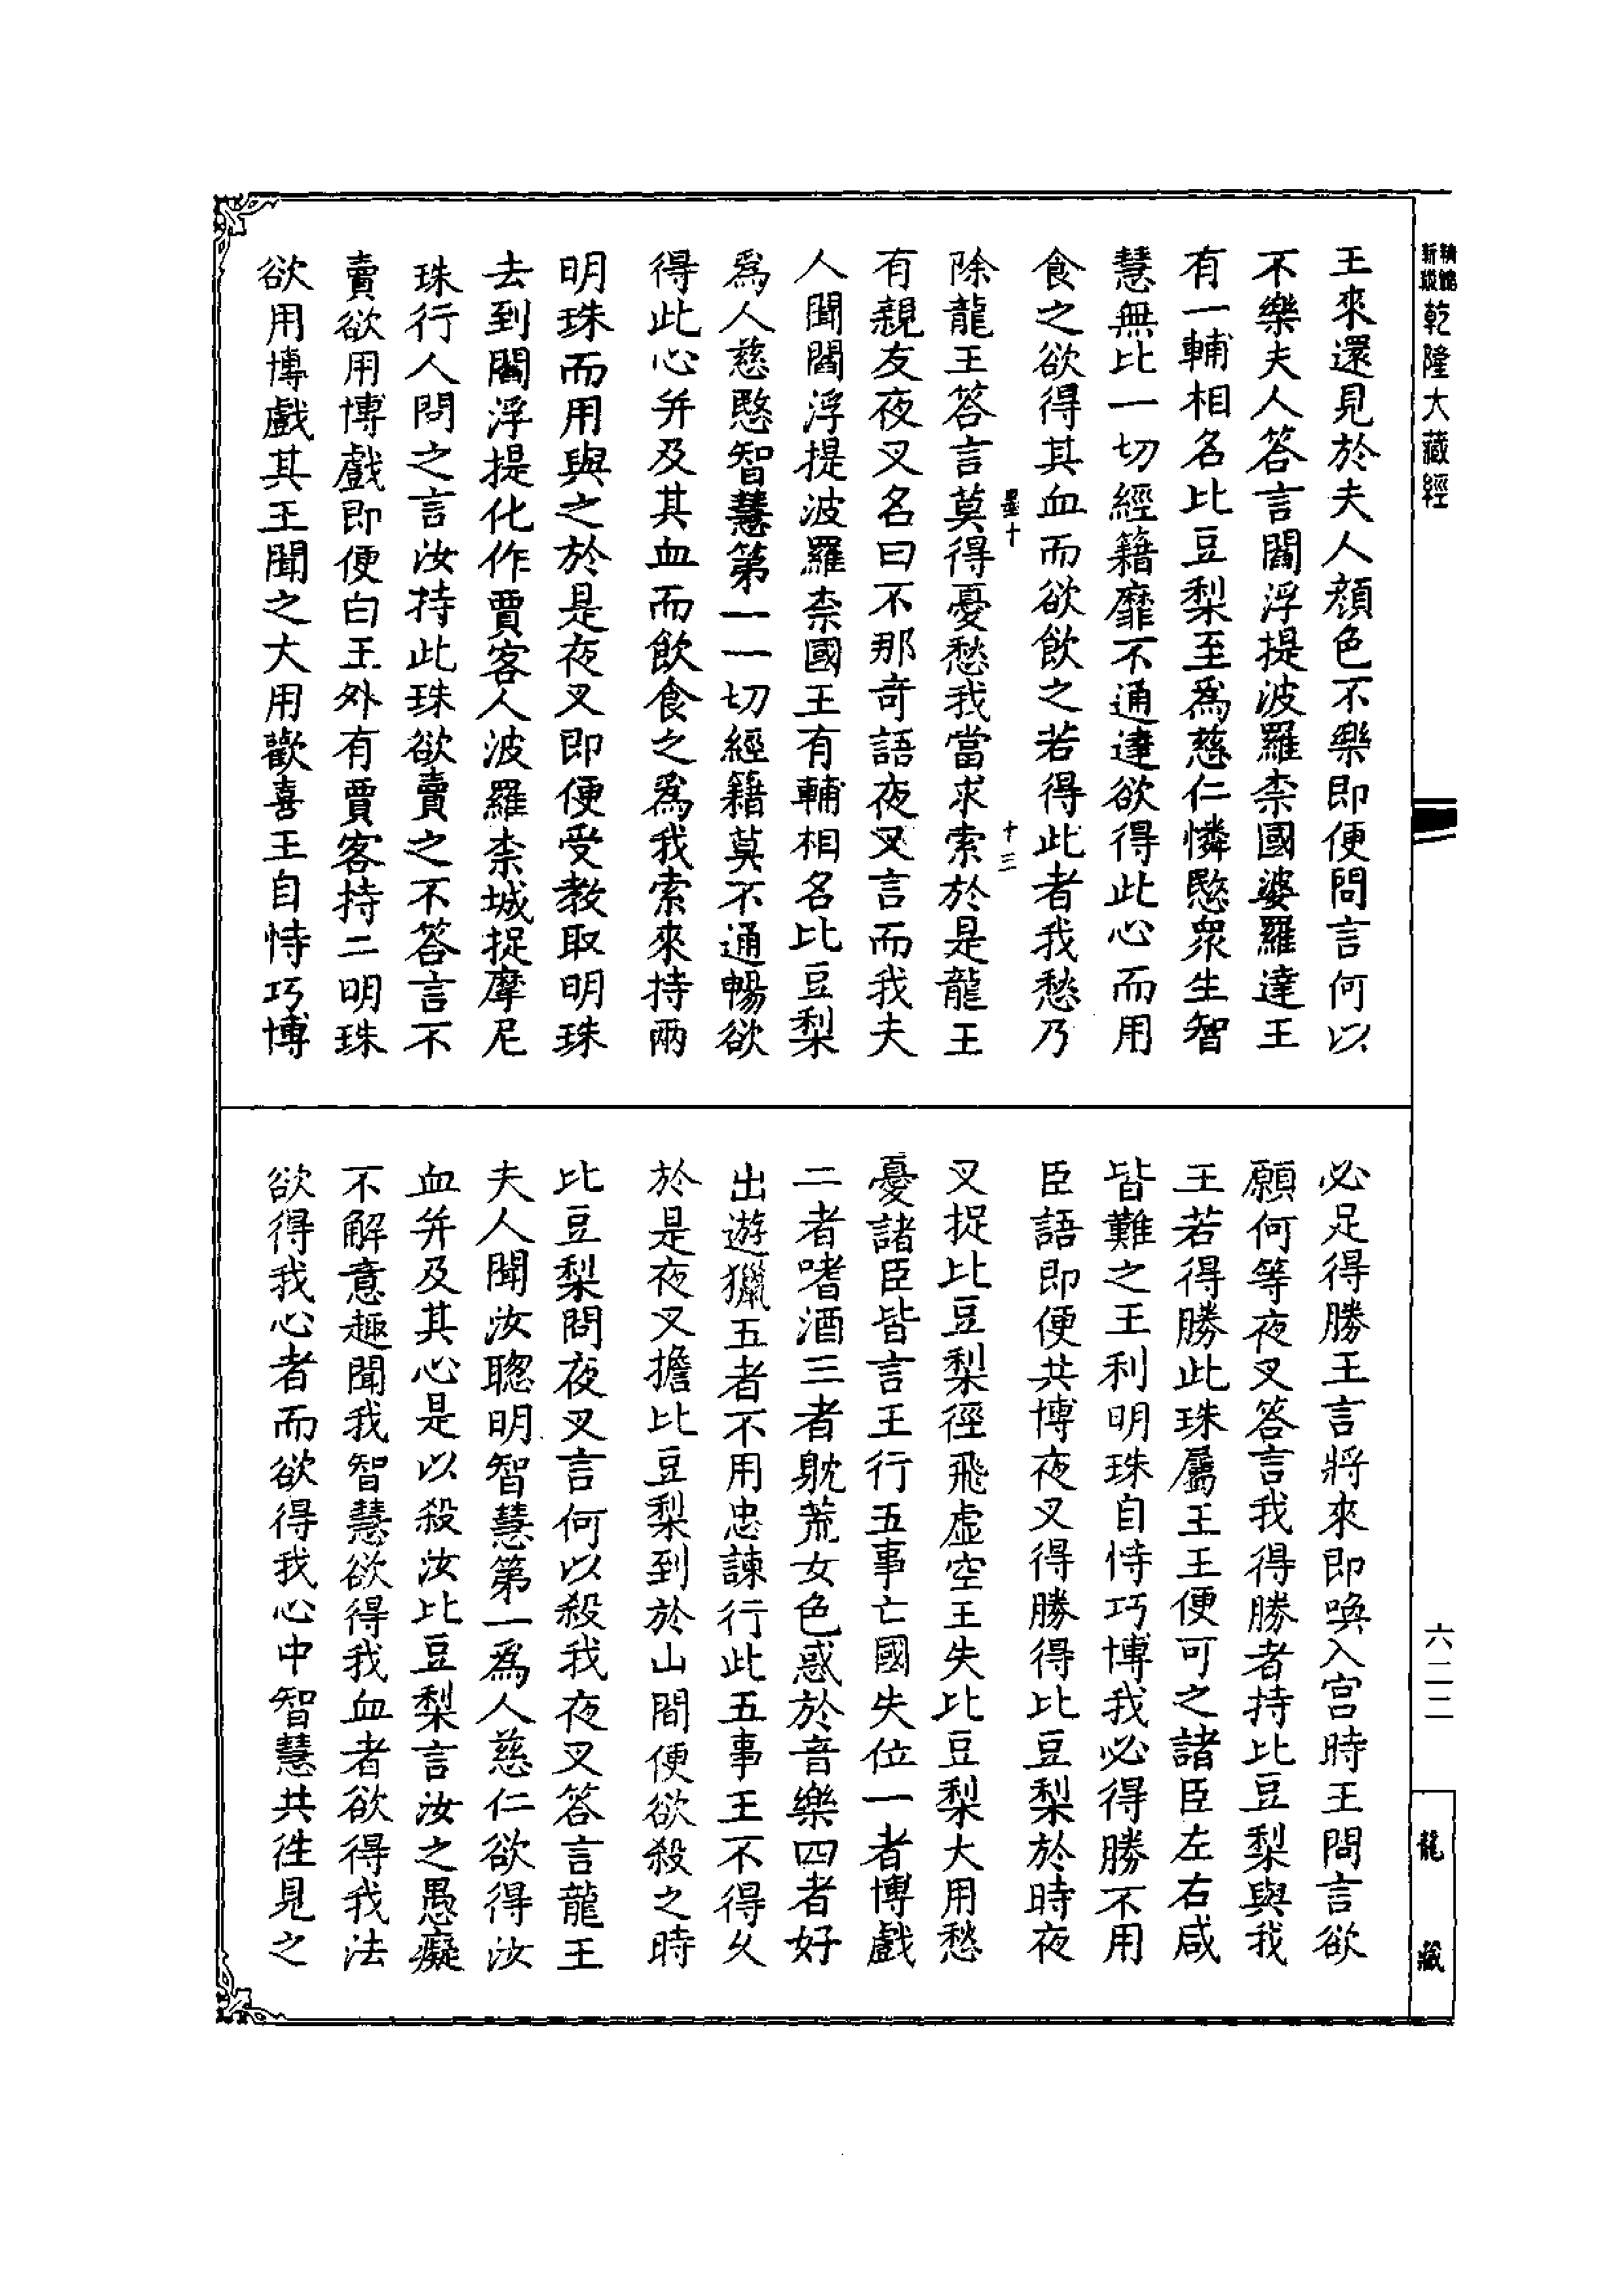 乾隆大藏經
王來還見於夫人顏色不樂即便問言何以
不樂夫人答言閻浮提波羅柰國婆羅達王
有一輔相名比豆梨至爲慈仁憐愍衆生智
慧無比一切經籍靡不通達欲得此心而用
食之欲得其血而欲飲之若得此者我愁乃
墨十
十三
除龍王答言莫得憂愁我當求索於是龍王
有親友夜叉名曰不那奇語夜叉言而我夫
人聞閻浮提波羅柰國王有輔相名比豆梨
爲人慈愍智慧第一一切經籍莫不通暢欲
得此心并及其血而飲食之爲我索來持兩
明珠而用與之於是夜叉即便受教取明珠
去到閻浮提化作賈客人波羅柰城捉摩尼
珠行人問之言汝持此珠欲賣之不答言不
賣欲用博戲即便白王外有賈客持二明珠
欲用博戲其王聞之大用歡喜王自恃巧博
必足得勝王言將來即喚入宮時王問言欲
願何等夜叉答言我得勝者持比豆梨與我
王若得勝此珠屬王王便可之諸臣左右咸
皆難之王利明珠自恃巧博我必得勝不用
臣語即便共博夜叉得勝得比豆梨於時夜
叉捉比豆梨徑飛虛空王失比豆梨大用愁
憂諸臣皆言王行五事亡國失位一者博戲
二者嗜酒三者躭荒女色惑於音樂四者好
出遊獵五者不用忠諫行此五事王不得久
於是夜叉擔比豆梨到於山間便欲殺之時
比豆梨問夜叉言何以殺我夜叉答言龍王
夫人聞汝聰明智慧第一爲人慈仁欲得汝
血并及其心是以殺汝比豆梨言汝之愚癡
不解意趣聞我智慧欲得我血者欲得我法
欲得我心者而欲得我心中智慧共徃見之
六二二
龍藏